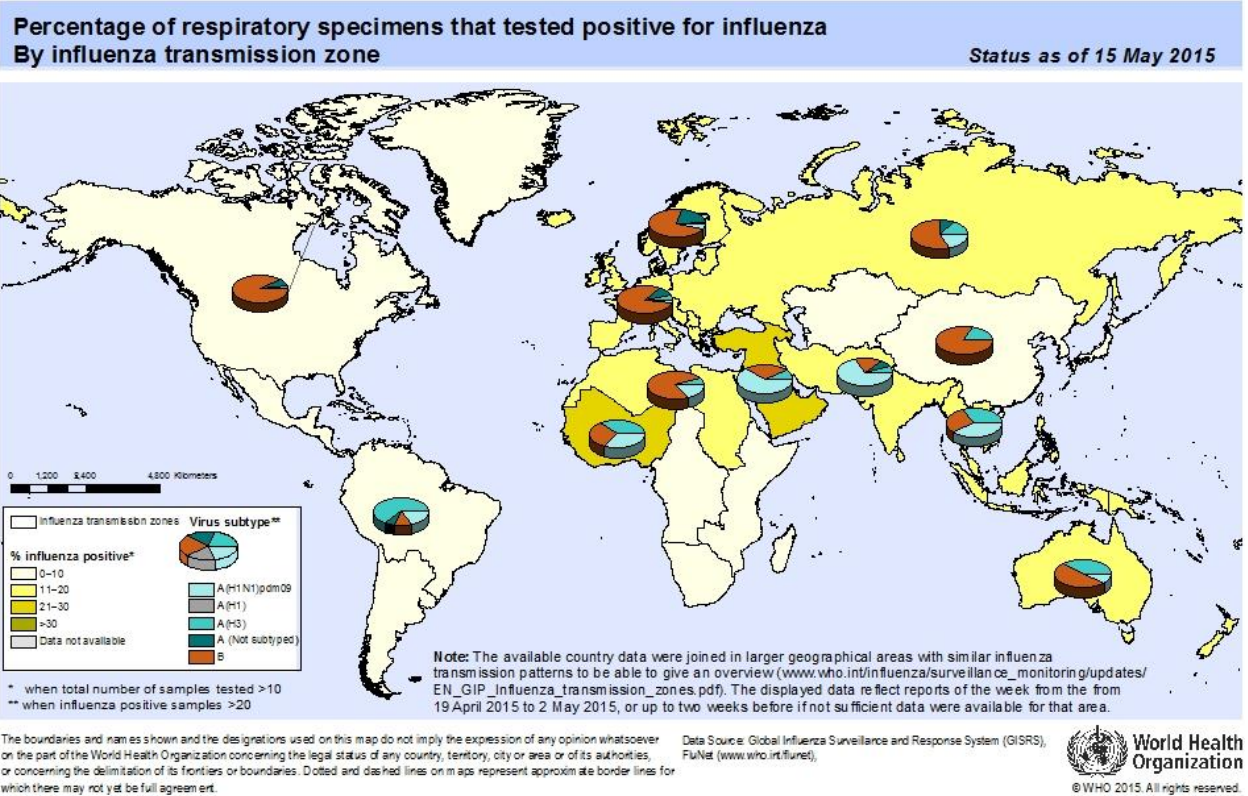 Percentage of respiratory specimens that tested positive for influenza
By influenza transmission zone
Status as of 15 May 2015
0 1,200 2,400 4,800 Kilometers
Influenza transmission zones
Virus subtype**
% influenza positive*
0–10
11–20
21–30
>30
Data not available
A(H1N1)pdm09
A(H1)
A(H3)
A (Not subtyped)
B
* when total number of samples tested >10
** when influenza positive samples >20
Note: The available country data were joined in larger geographical areas with similar influenza
transmission patterns to be able to give an overview (www.who.int/influenza/surveillance_monitoring/updates/
EN_GIP_Influenza_transmission_zones.pdf). The displayed data reflect reports of the week from the from
19 April 2015 to 2 May 2015, or up to two weeks before if not sufficient data were available for that area.
The boundaries and names shown and the designations used on this map do not imply the expression of any opinion whatsoever
on the part of the World Health Organization concerning the legal status of any country, territory, city or area or of its authorities,
or concerning the delimitation of its frontiers or boundaries. Dotted and dashed lines on maps represent approximate border lines for
which there may not yet be full agreement.
Data Source: Global Influenza Surveillance and Response System (GISRS),
FluNet (www.who.int/flunet),
World Health
Organization
© WHO 2015. All rights reserved.